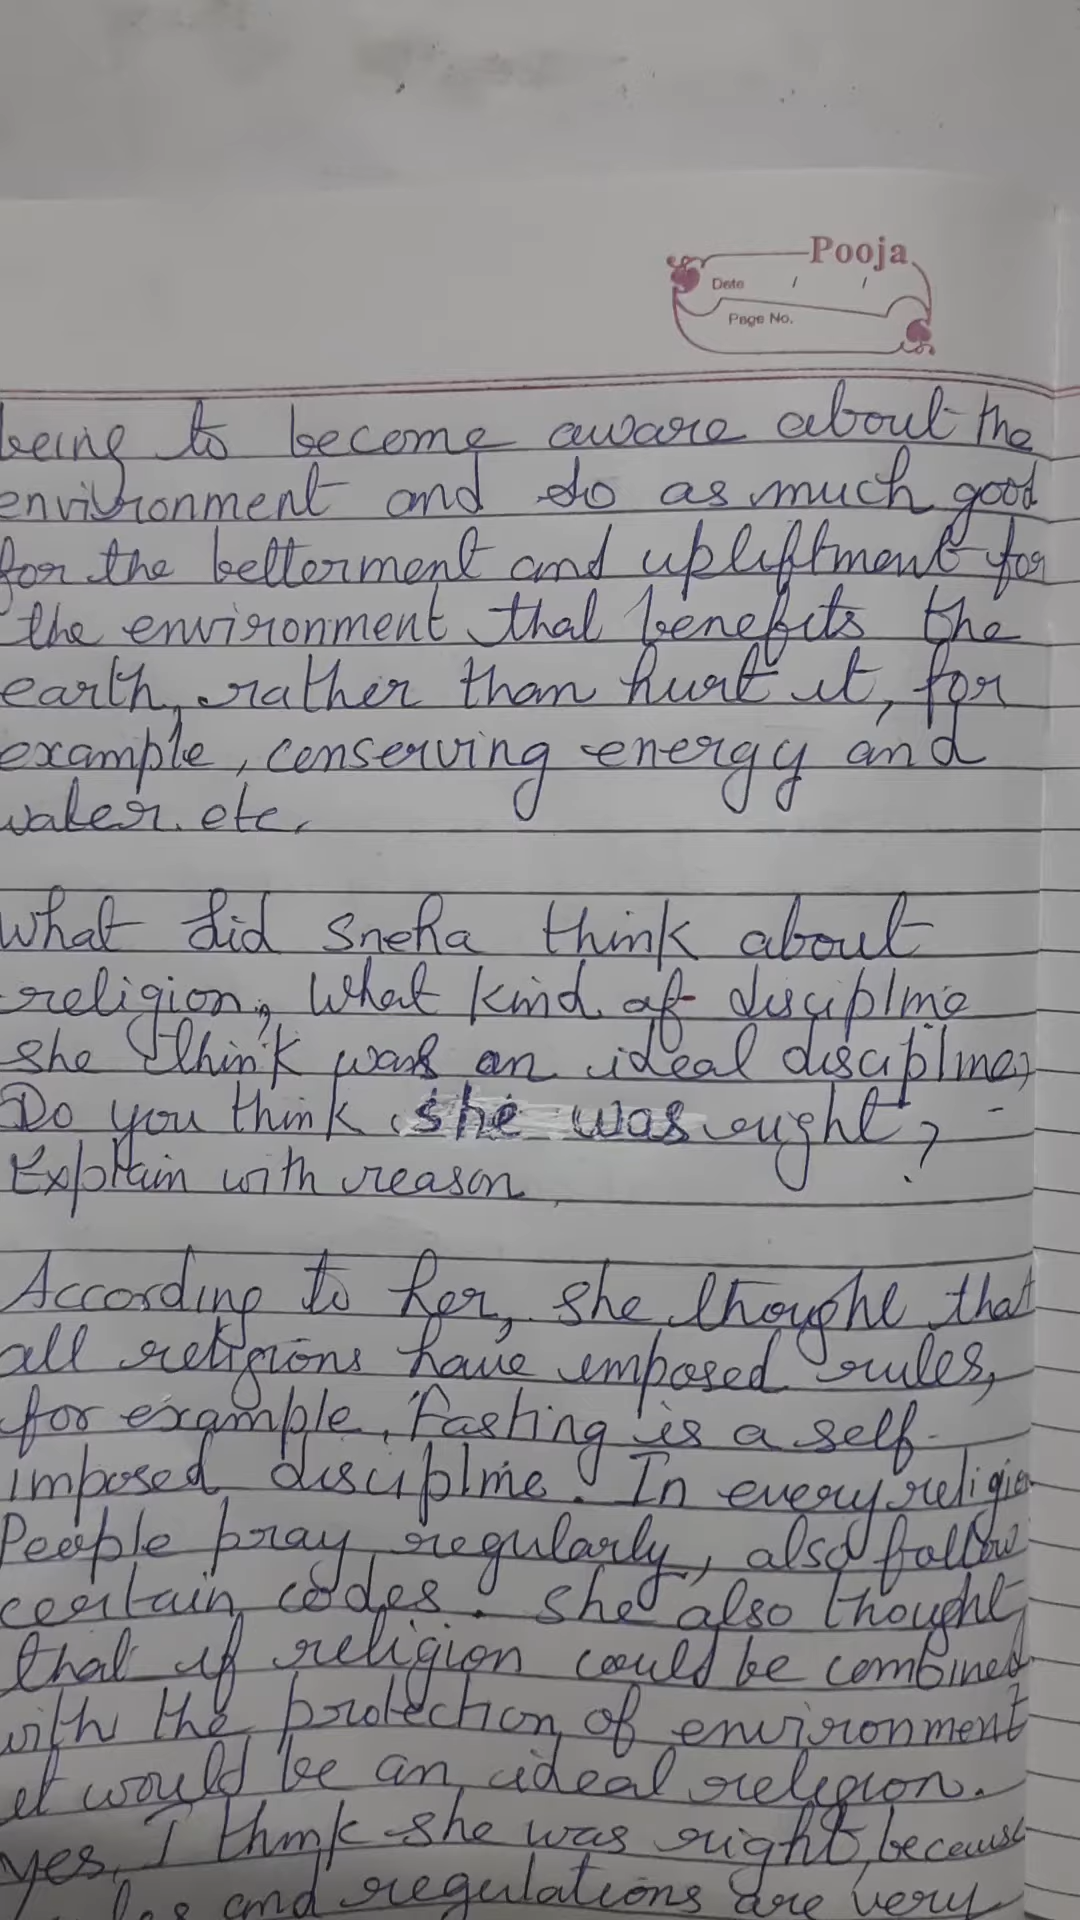 Pooja
Date / /
Page No.
being to become aware about the
environment and do as much good
for the betterment and upliftment for
the environment that benefits the
earth, rather than hurt it, for
example, conserving energy and
water. etc.
What did Sneha think about
religion, What kind of discipline
she think was an ideal discipline,
Do you think she was right?
Explain with reason
According to her, she thought that
all religions have imposed rules,
for example, Fasting is a self-
imposed discipline. In every religion
People pray regularly, also follow
certain codes. She also thought
that if religion could be combined
with the protection of environment
it would be an ideal religion.
yes, I think she was right, because
and regulations are very